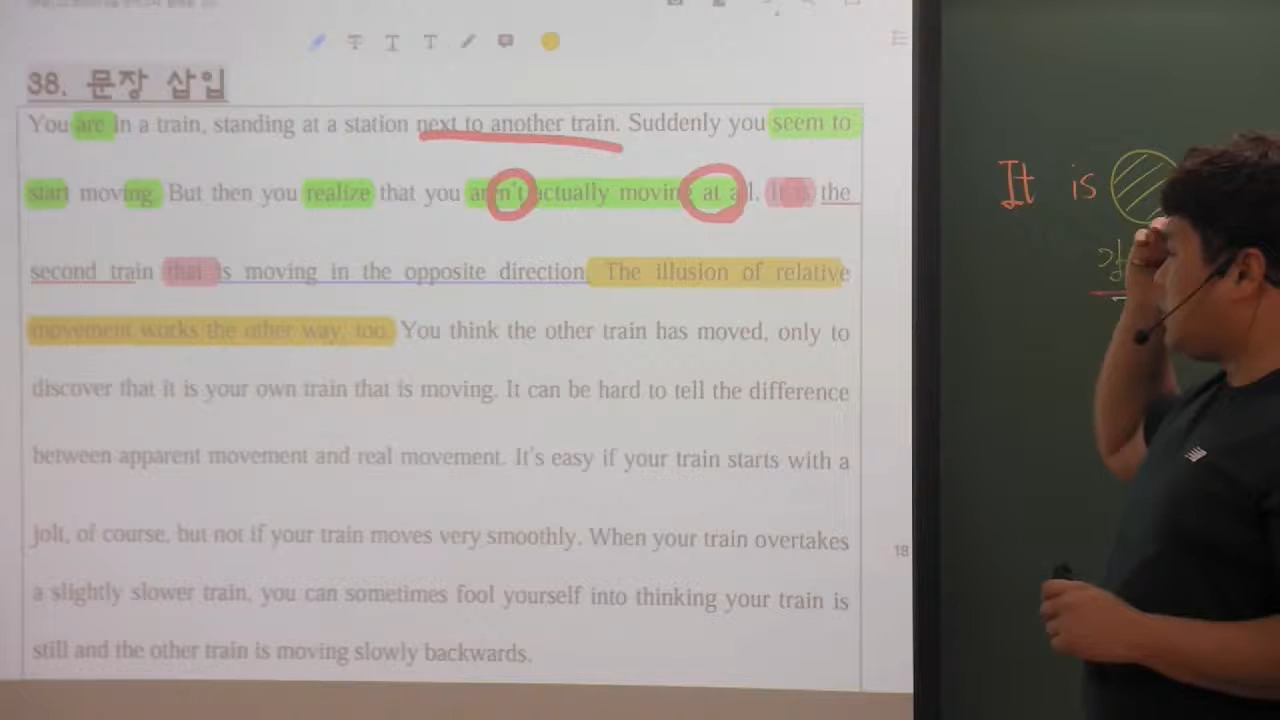 38. 문장 삽입
You are in a train, standing at a station next to another train. Suddenly you seem to
start moving. But then you realize that you aren't actually moving at all. It is the
second train that is moving in the opposite direction. The illusion of relative
movement works the other way, too. You think the other train has moved, only to
discover that it is your own train that is moving. It can be hard to tell the difference
between apparent movement and real movement. It's easy if your train starts with a
jolt, of course, but not if your train moves very smoothly. When your train overtakes
a slightly slower train, you can sometimes fool yourself into thinking your train is
still and the other train is moving slowly backwards.
18
It is